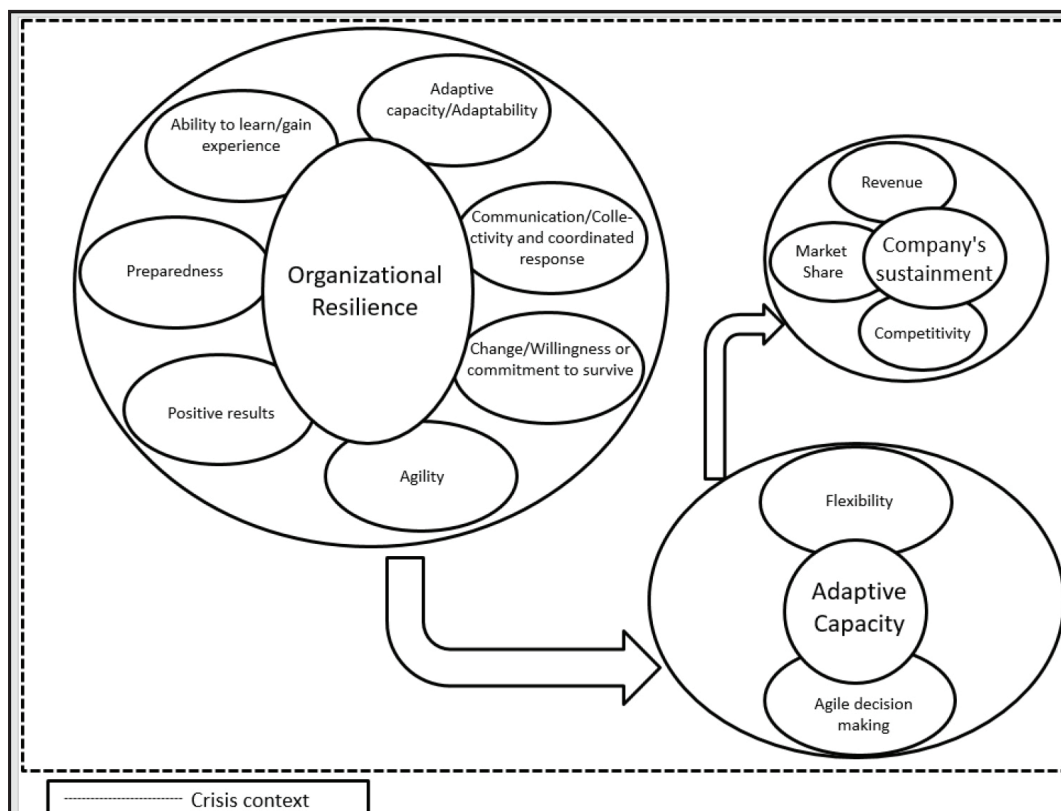 Adaptive
capacity/Adaptability
Ability to learn/gain
experience
Communication/Colle-
ctivity and coordinated
response
Preparedness
Organizational
Resilience
Change/Willingness or
commitment to survive
Positive results
Agility
Revenue
Market
Share
Company's
sustainment
Competitivity
Flexibility
Adaptive
Capacity
Agile decision
making
Crisis context